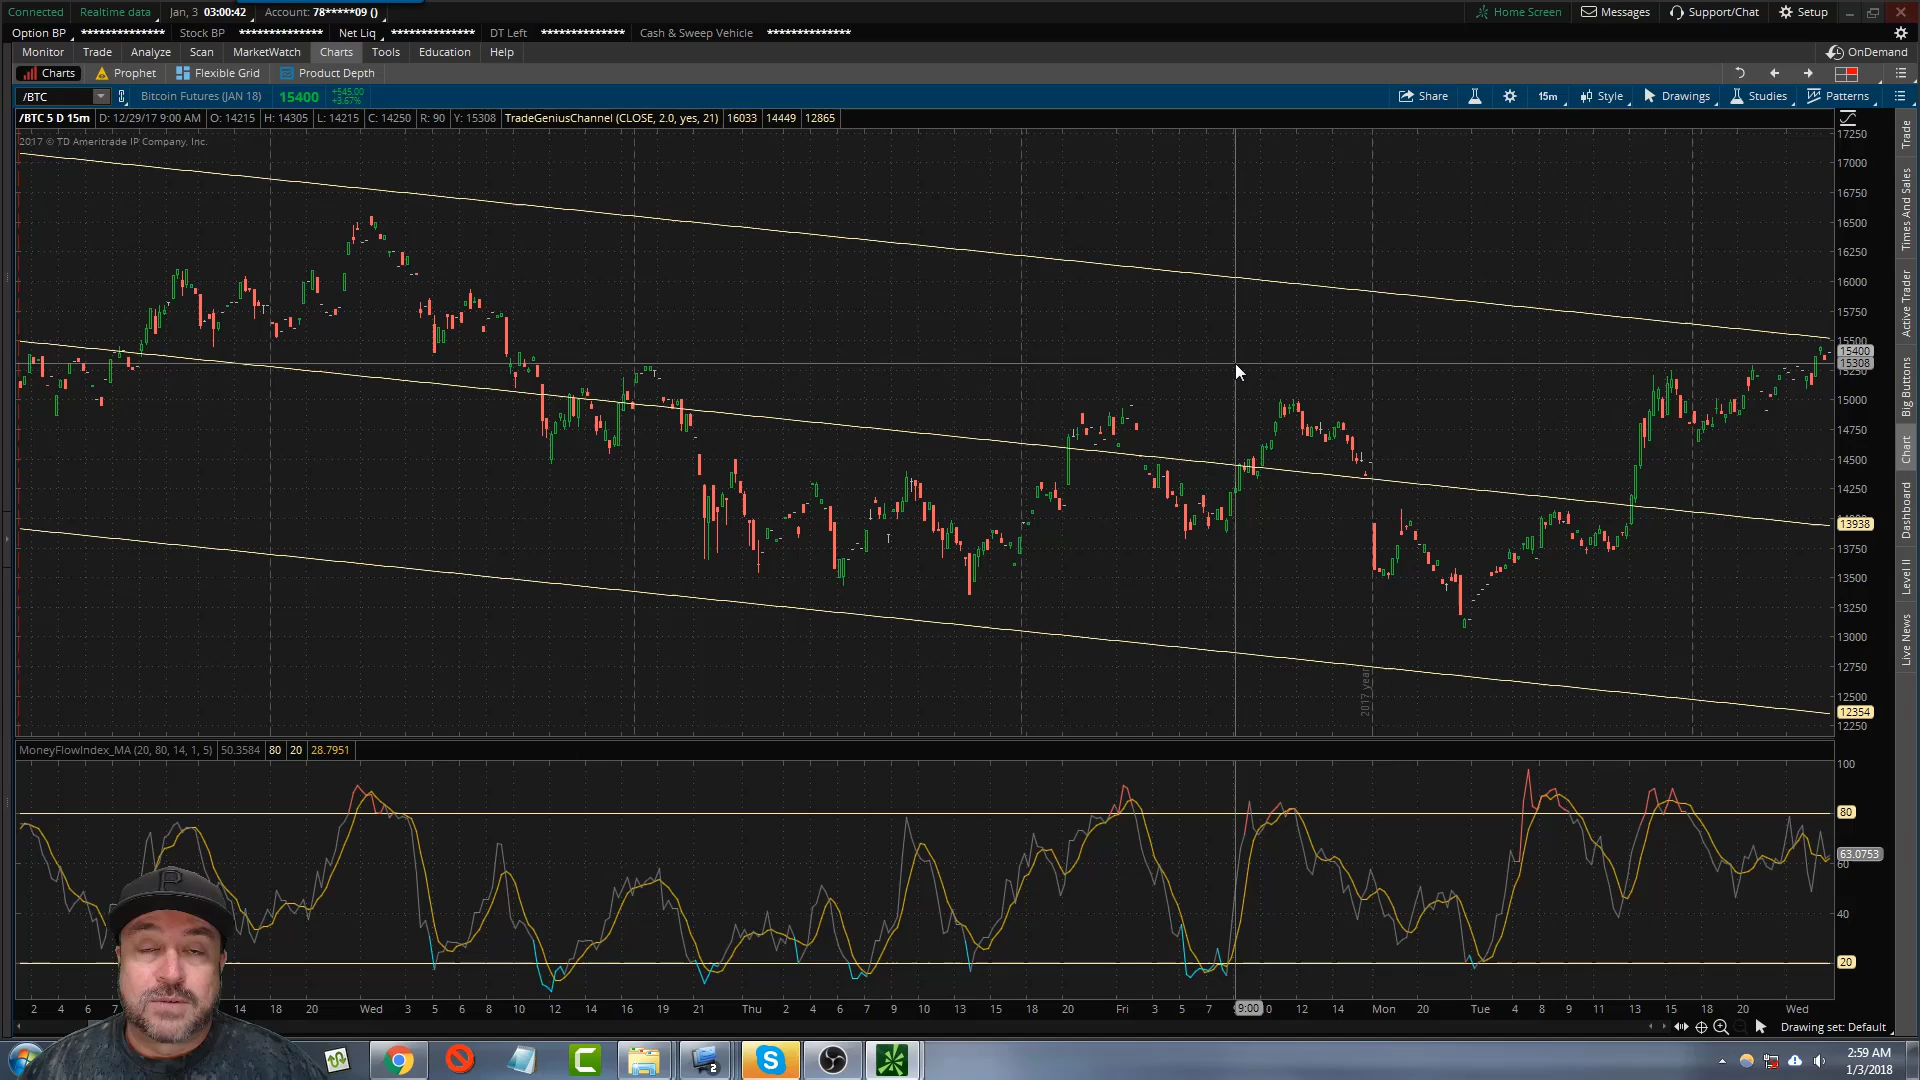 Connected Realtime data Jan, 3 03:00:42 Account: 78*****09 () Home Screen Messages Support/Chat Setup
Option BP ************** Stock BP ************** Net Liq ************** DT Left ************** Cash & Sweep Vehicle **************
Monitor Trade Analyze Scan MarketWatch Charts Tools Education Help OnDemand
Charts Prophet Flexible Grid Product Depth
/BTC Bitcoin Futures (JAN 18) 15400 +545.00 +3.67% Share 15m Style Drawings Studies Patterns
/BTC 5 D 15m D: 12/29/17 9:00 AM O: 14215 H: 14305 L: 14215 C: 14250 R: 90 Y: 15308 TradeGeniusChannel (CLOSE, 2.0, yes, 21) 16033 14449 12865
2017 © TD Ameritrade IP Company, Inc.
17250
17000
16750
16500
16250
16000
15750
15500
15400
15308
15250
15000
14750
14500
14250
14000
13938
13750
13500
13250
13000
12750
12500
12354
12250
2017 year
Trade
Times And Sales
Active Trader
Big Buttons
Chart
Dashboard
Level II
Live News
MoneyFlowIndex_MA (20, 80, 14, 1, 5) 50.3584 80 20 28.7951
100
80
63.0753
60
40
20
2 4 6 7 14 18 20 Wed 3 6 8 10 12 14 16 19 21 Thu 2 4 6 7 10 13 16 18 20 Fri 3 5 7 9:00 0 12 14 Mon 20 Tue 4 8 9 11 13 15 18 20 Wed
Drawing set: Default
2:59 AM
1/3/2018